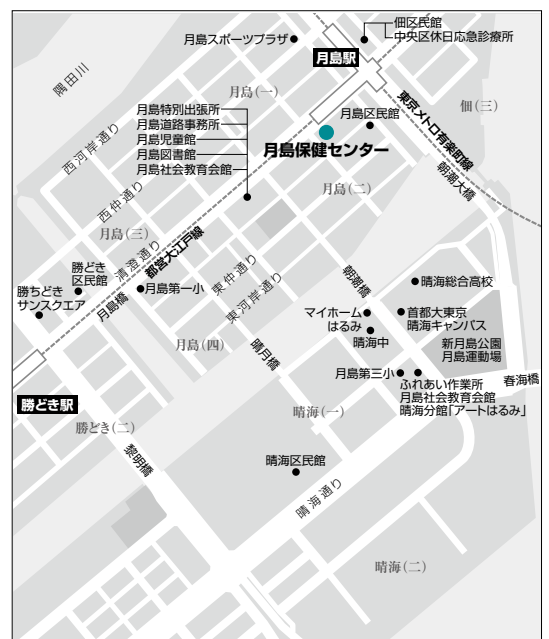 佃区民館
中央区休日応急診療所
月島スポーツプラザ
月島駅
隅田川
月島(一)
佃(三)
東京メトロ有楽町線
月島特別出張所
月島道路事務所
月島児童館
月島図書館
月島社会教育会館
月島区民館
月島保健センター
西河岸通り
朝潮大橋
月島(二)
西仲通り
月島(三)
清澄通り
都営大江戸線
東仲通り
東河岸通り
朝潮橋
晴海総合高校
勝どき
区民館
勝ちどき
サンスクエア
月島橋
月島第一小
マイホーム
はるみ
首都大東京
晴海キャンパス
晴海中
新月島公園
月島運動場
月島(四)
晴月橋
月島第三小
ふれあい作業所
月島社会教育会館
晴海分館「アートはるみ」
春海橋
勝どき駅
勝どき(二)
晴海(一)
黎明橋
晴海区民館
晴海通り
晴海(二)